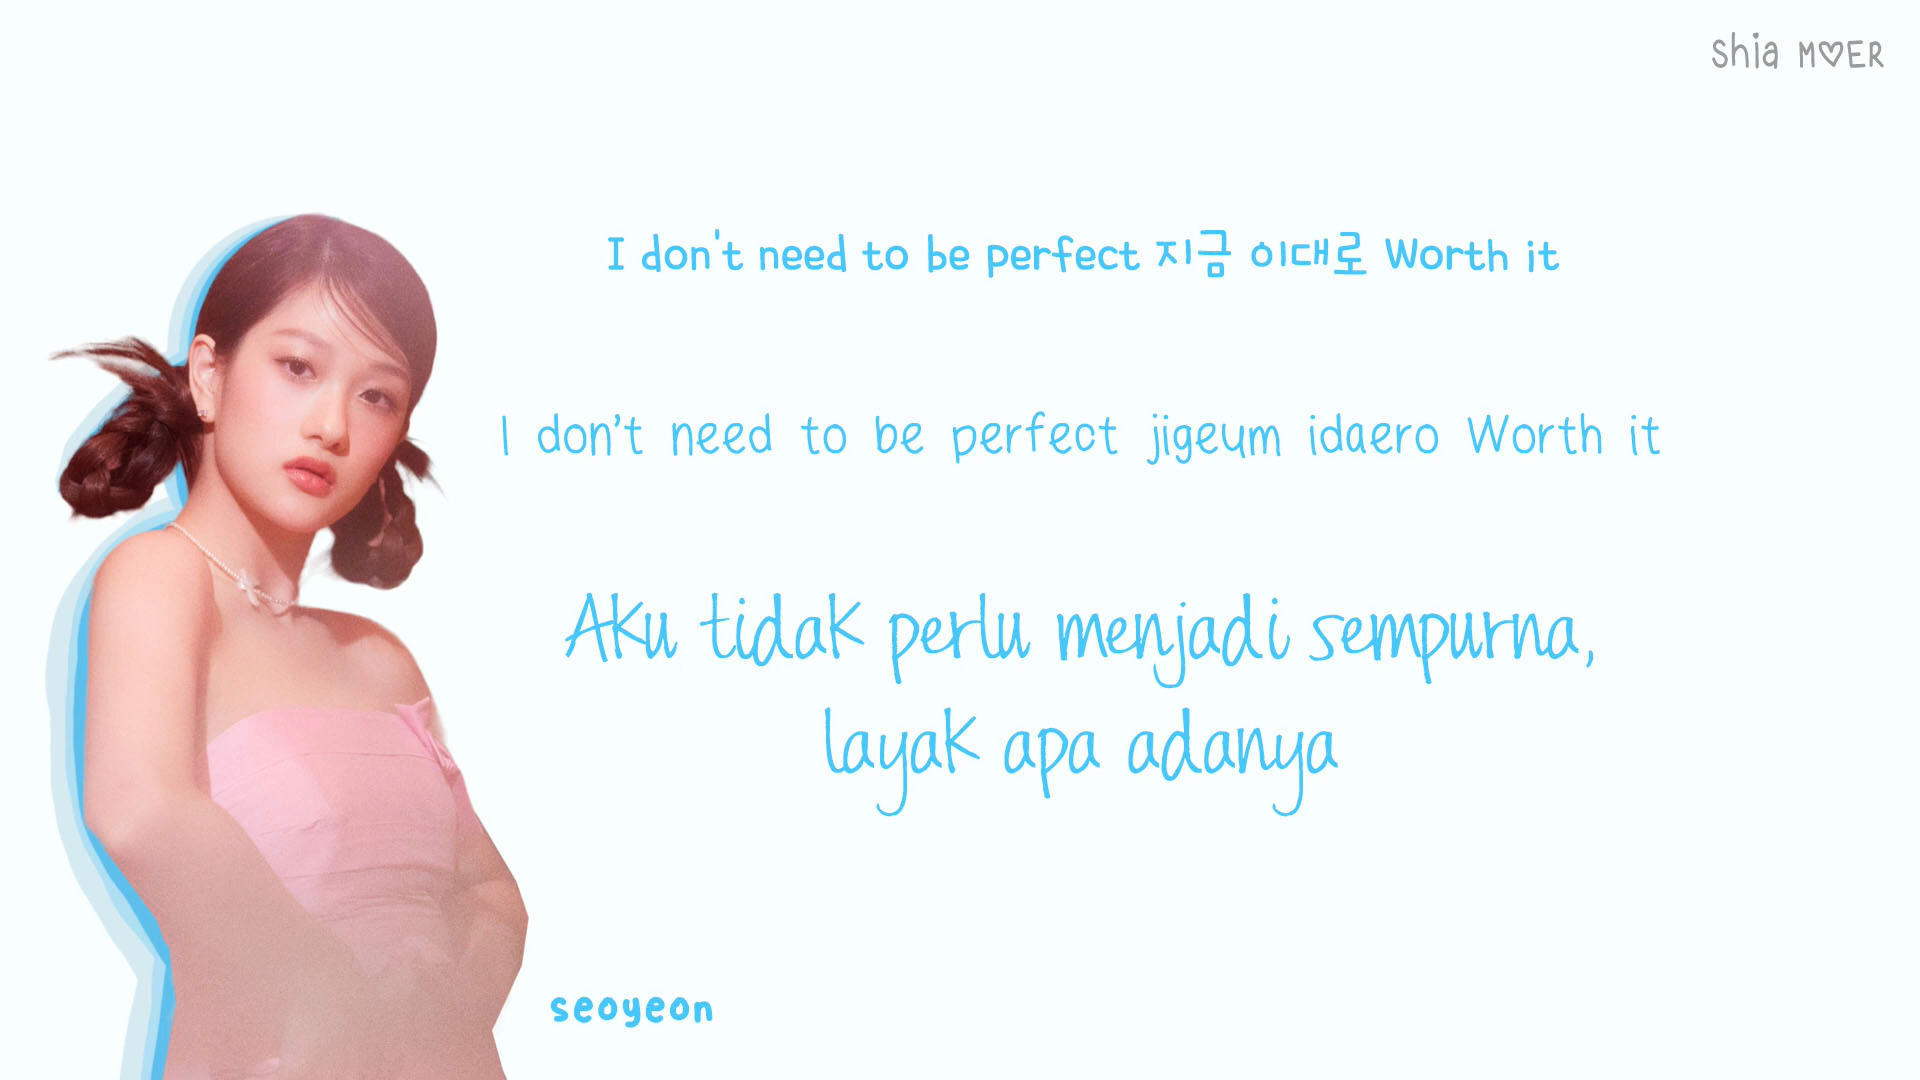 Shia M♡ER
I don't need to be perfect 지금 이대로 Worth it
I don't need to be perfect jigeum idaero Worth it
Aku tidak perlu menjadi sempurna,
layak apa adanya
seoyeon